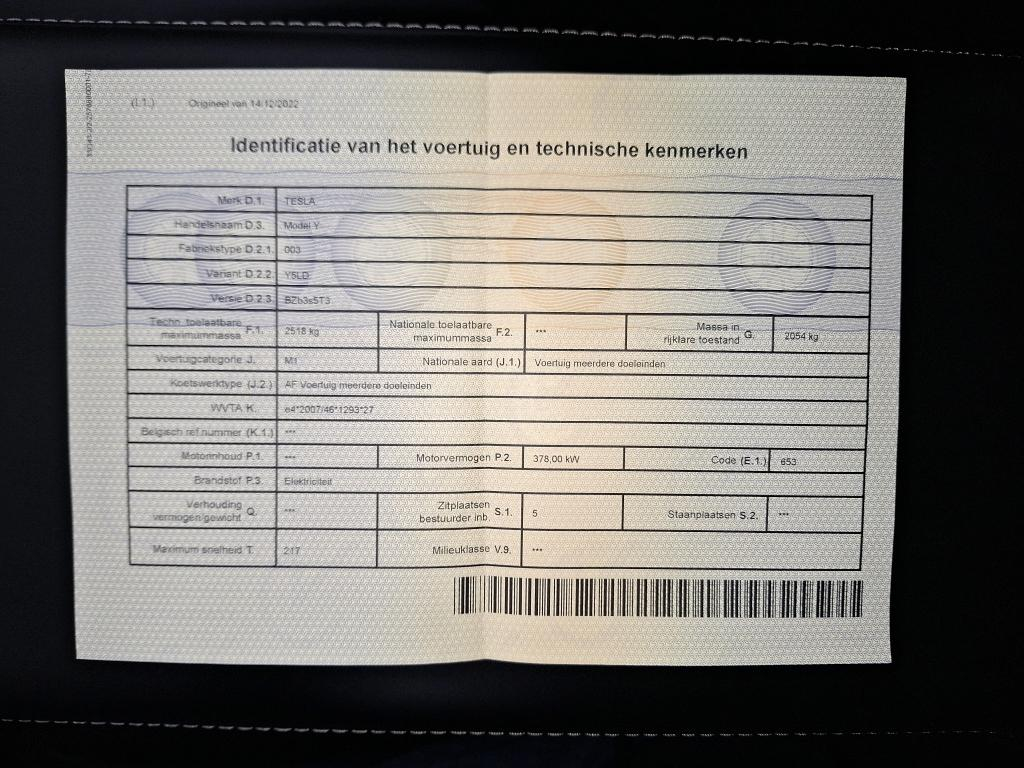 (I.1.) Origineel van 14/12/2022
Identificatie van het voertuig en technische kenmerken
Merk D.1. TESLA
Handelsnaam D.3. Model Y
Fabriekstype D.2.1. 003
Variant D.2.2. Y5LD
Versie D.2.3. BZb3s5T3
Techn. toelaatbare maximummassa F.1. 2518 kg Nationale toelaatbare maximummassa F.2. *** Massa in rijklare toestand G. 2054 kg
Voertuigcategorie J. M1 Nationale aard (J.1.) Voertuig meerdere doeleinden
Koetswerktype (J.2.) AF Voertuig meerdere doeleinden
WVTA K. e4*2007/46*1293*27
Belgisch ref.nummer (K.1.) ***
Motorinhoud P.1. *** Motorvermogen P.2. 378,00 kW Code (E.1.) 653
Brandstof P.3. Elektriciteit
Verhouding vermogen/gewicht Q. *** Zitplaatsen bestuurder inb. S.1. 5 Staanplaatsen S.2. ***
Maximum snelheid T. 217 Milieuklasse V.9. ***